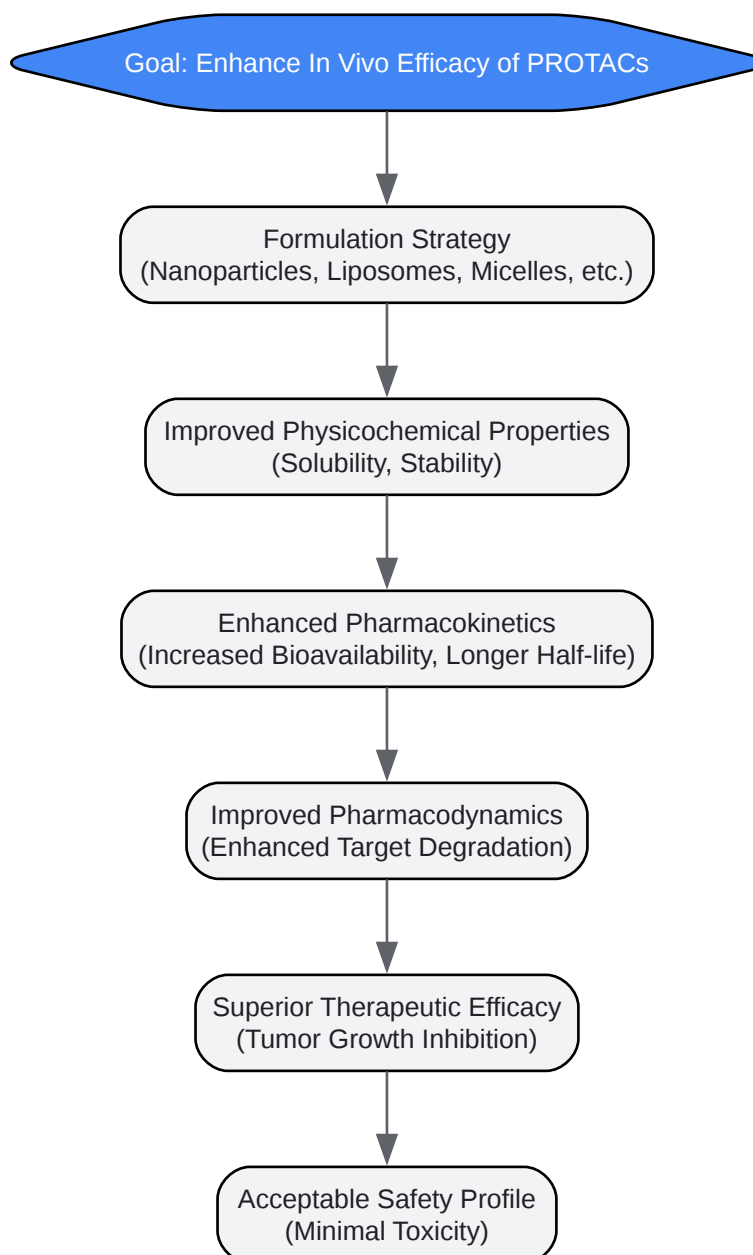 Goal: Enhance In Vivo Efficacy of PROTACs
Formulation Strategy
(Nanoparticles, Liposomes, Micelles, etc.)
Improved Physicochemical Properties
(Solubility, Stability)
Enhanced Pharmacokinetics
(Increased Bioavailability, Longer Half-life)
Improved Pharmacodynamics
(Enhanced Target Degradation)
Superior Therapeutic Efficacy
(Tumor Growth Inhibition)
Acceptable Safety Profile
(Minimal Toxicity)